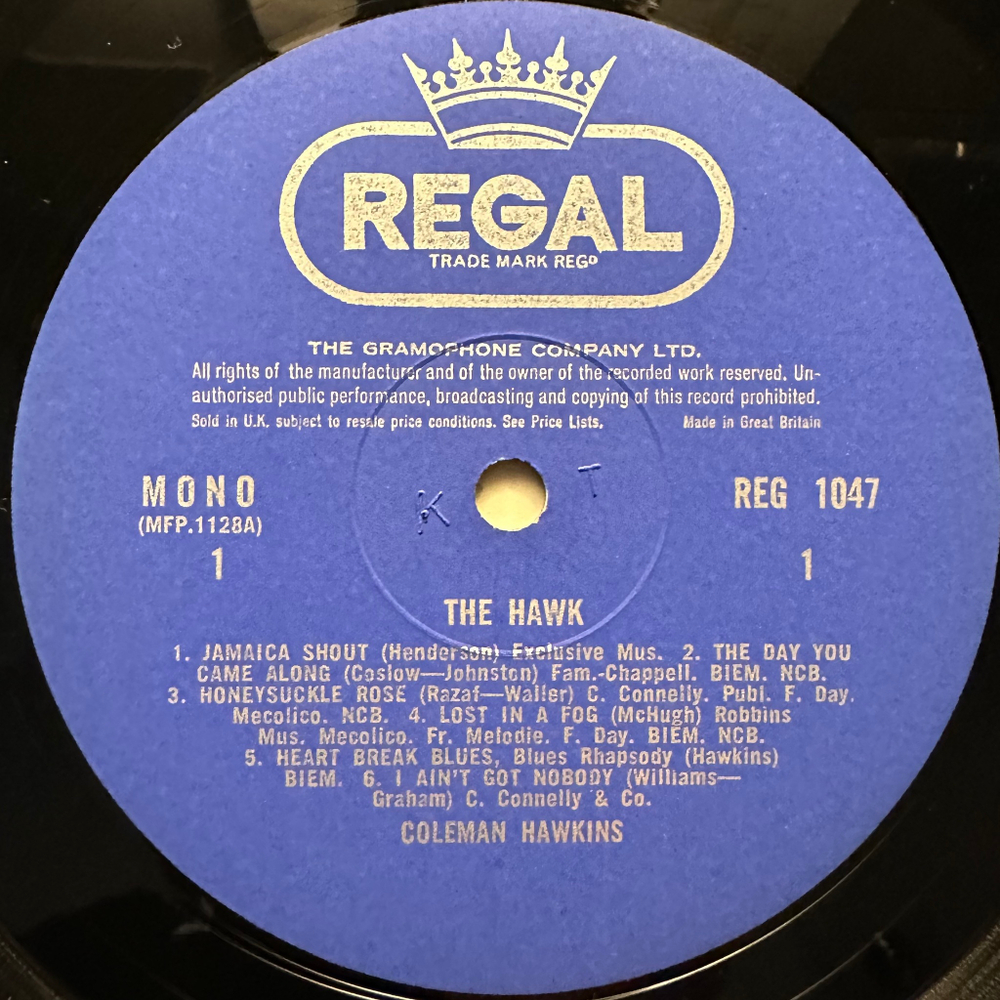 REGAL
TRADE MARK REGD
THE GRAMOPHONE COMPANY LTD.
All rights of the manufacturer and of the owner of the recorded work reserved. Un-
authorised public performance, broadcasting and copying of this record prohibited.
Sold in U.K. subject to resale price conditions. See Price Lists. Made in Great Britain
K T
MONO REG 1047
(MFP.1128A)
1 1
THE HAWK
1. JAMAICA SHOUT (Henderson) Exclusive Mus. 2. THE DAY YOU
CAME ALONG (Coslow—Johnston) Fam.-Chappell. BIEM. NCB.
3. HONEYSUCKLE ROSE (Razaf—Waller) C. Connelly. Publ. F. Day.
Mecolico. NCB. 4. LOST IN A FOG (McHugh) Robbins
Mus. Mecolico. Fr. Melodie. F. Day. BIEM. NCB.
5. HEART BREAK BLUES, Blues Rhapsody (Hawkins)
BIEM. 6. I AIN'T GOT NOBODY (Williams—
Graham) C. Connelly & Co.
COLEMAN HAWKINS